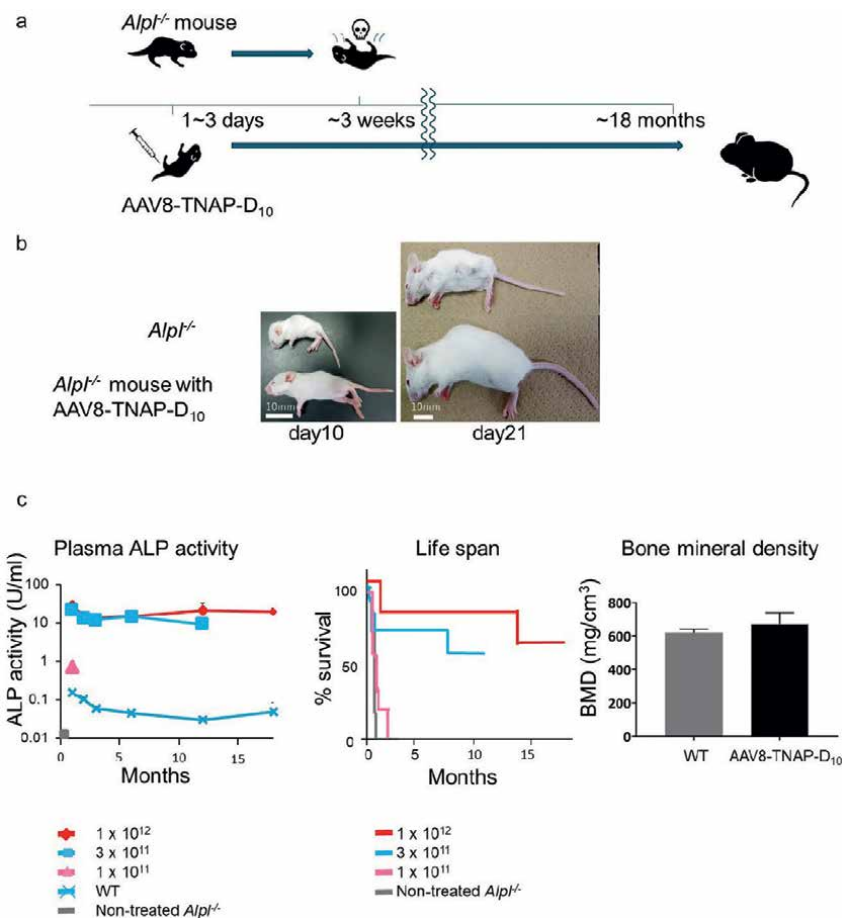 a
Alpl-/- mouse
1~3 days
~3 weeks
~18 months
AAV8-TNAP-D10
b
Alpl-/-
Alpl-/- mouse with
AAV8-TNAP-D10
10mm
10mm
day10
day21
c
Plasma ALP activity
ALP activity (U/ml)
100
10
1
0.1
0.01
0
5
10
15
Months
1 x 10¹²
3 x 10¹¹
1 x 10¹¹
WT
Non-treated Alpl-/-
Life span
% survival
100
50
0
0
5
10
15
Months
1 x 10¹²
3 x 10¹¹
1 x 10¹¹
Non-treated Alpl-/-
Bone mineral density
BMD (mg/cm³)
800
600
400
200
0
WT
AAV8-TNAP-D10